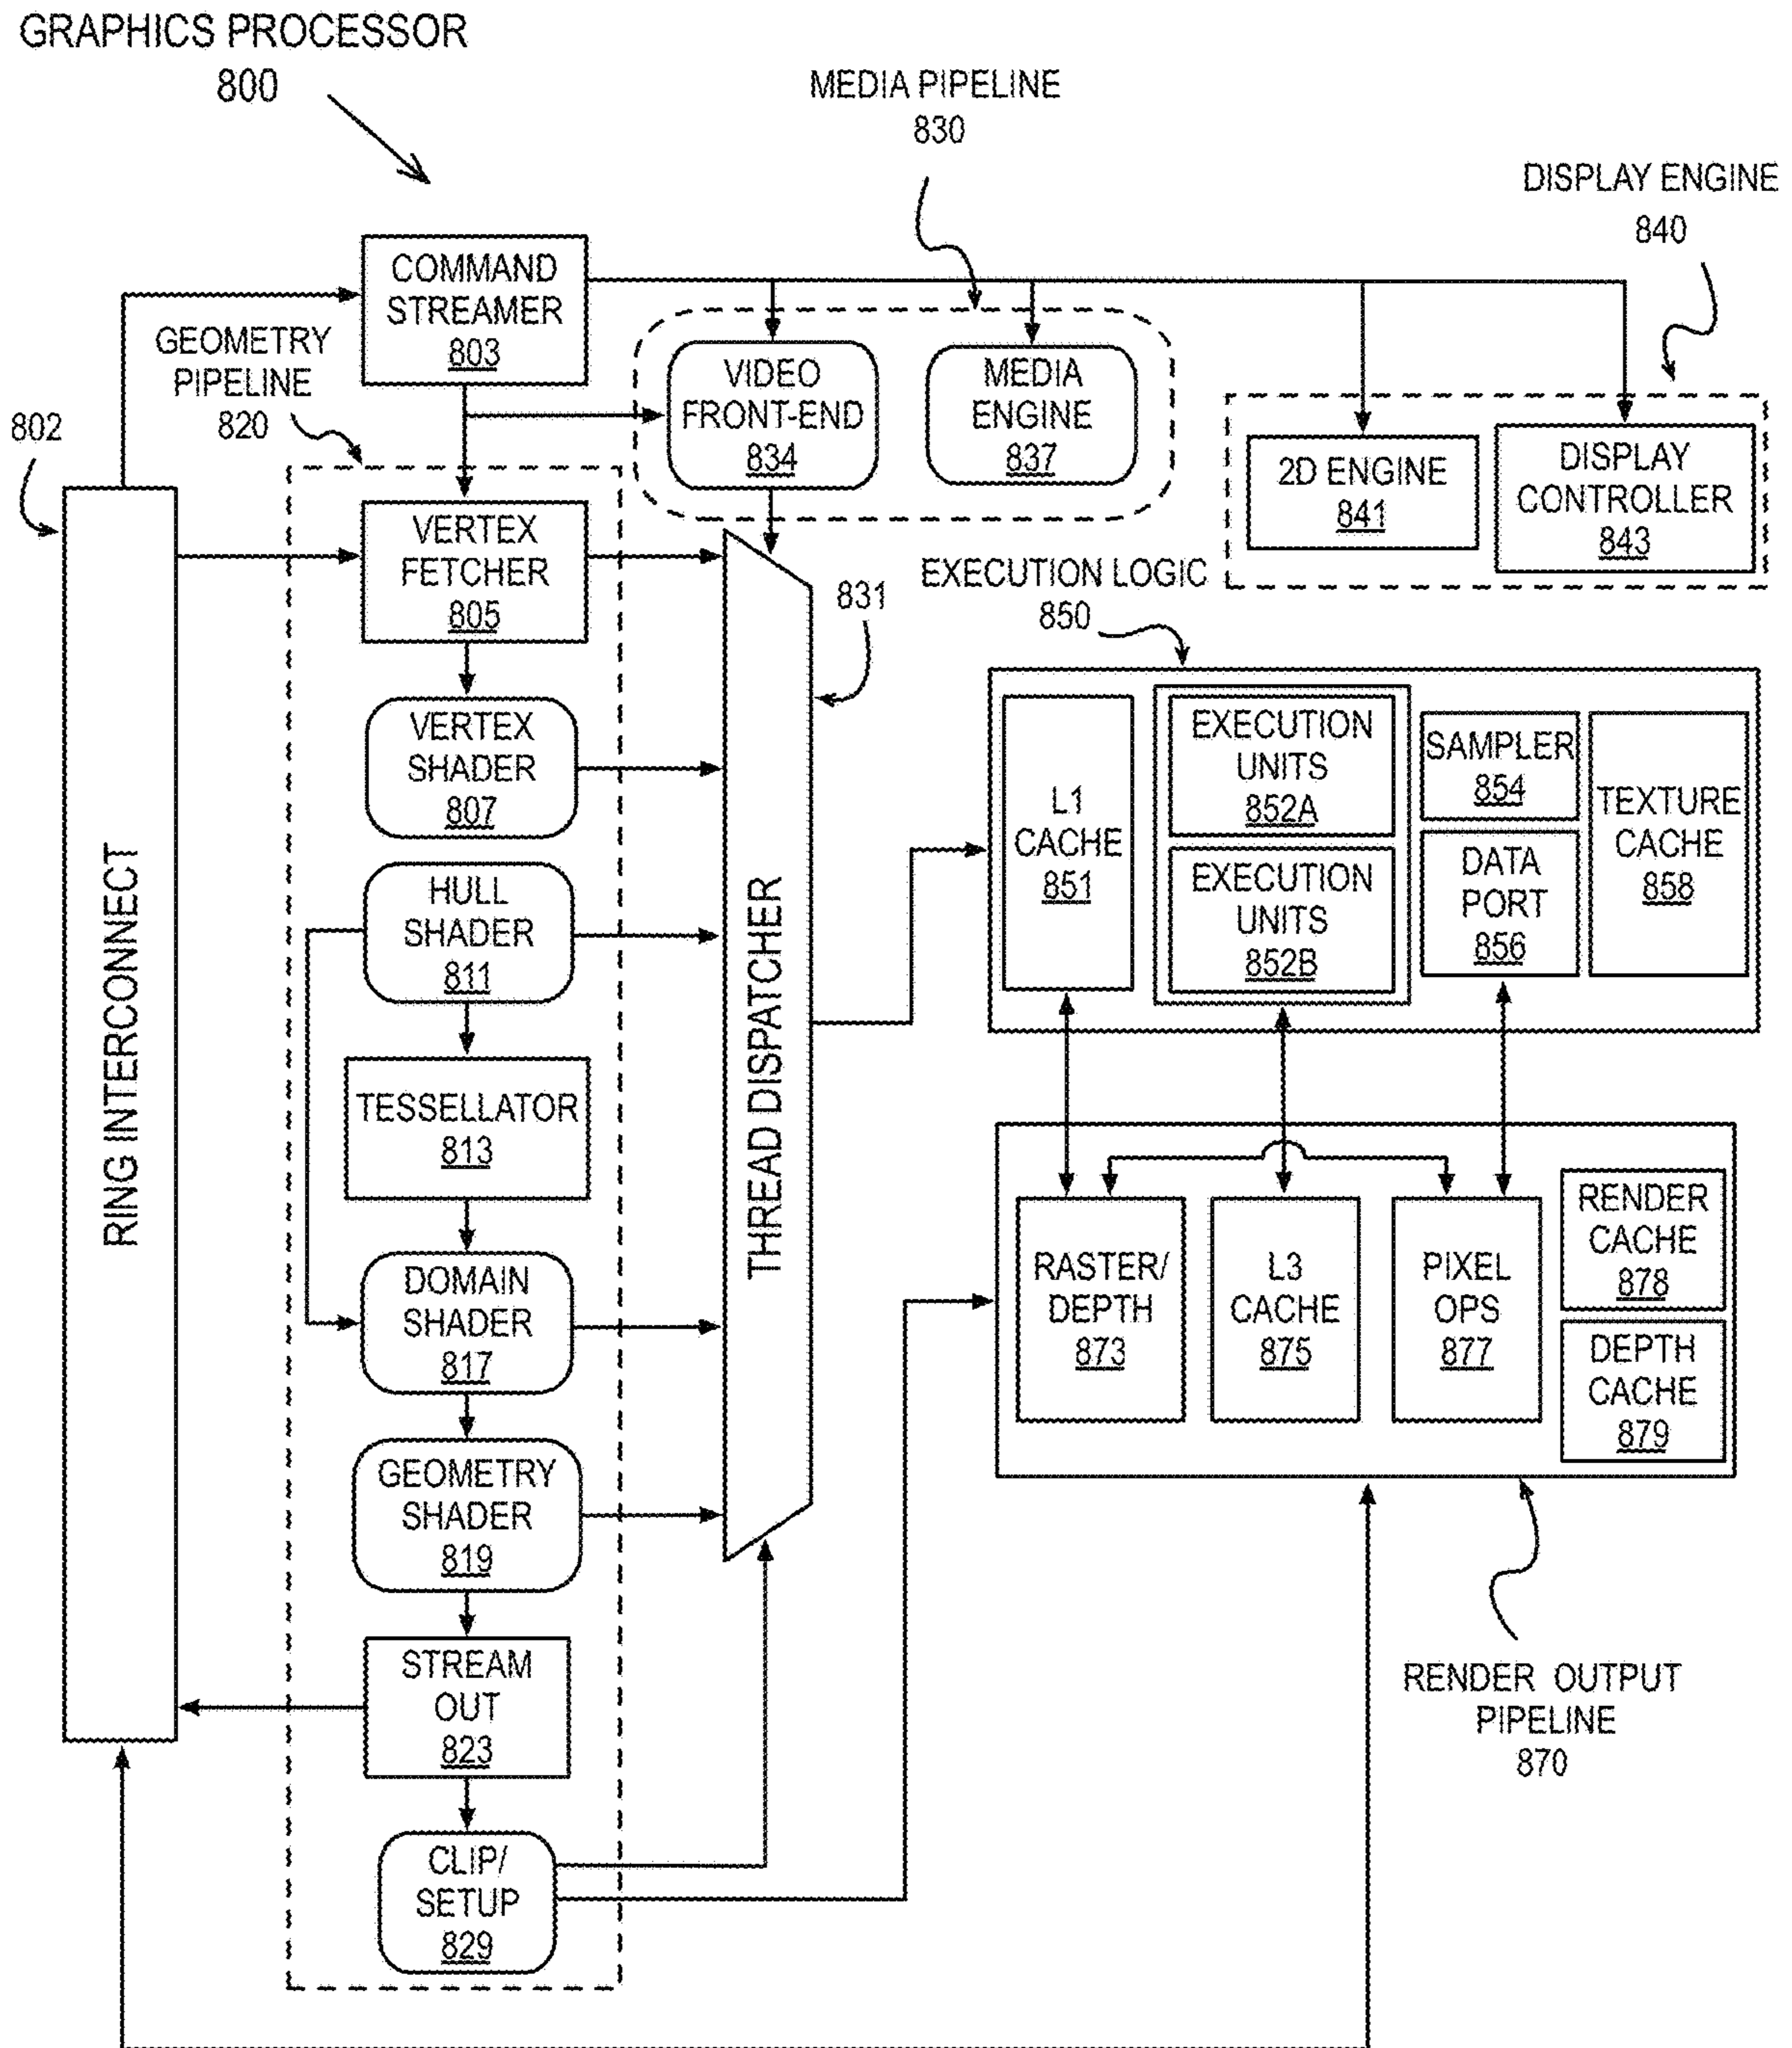 GRAPHICS PROCESSOR
800
MEDIA PIPELINE
830
DISPLAY ENGINE
840
COMMAND
STREAMER
803
GEOMETRY
PIPELINE
820
802
VIDEO
FRONT-END
834
MEDIA
ENGINE
837
2D ENGINE
841
DISPLAY
CONTROLLER
843
VERTEX
FETCHER
805
EXECUTION LOGIC
850
831
VERTEX
SHADER
807
HULL
SHADER
811
TESSELLATOR
813
DOMAIN
SHADER
817
GEOMETRY
SHADER
819
STREAM
OUT
823
CLIP/
SETUP
829
RING INTERCONNECT
THREAD DISPATCHER
L1
CACHE
851
EXECUTION
UNITS
852A
EXECUTION
UNITS
852B
SAMPLER
854
DATA
PORT
856
TEXTURE
CACHE
858
RASTER/
DEPTH
873
L3
CACHE
875
PIXEL
OPS
877
RENDER
CACHE
878
DEPTH
CACHE
879
RENDER OUTPUT
PIPELINE
870